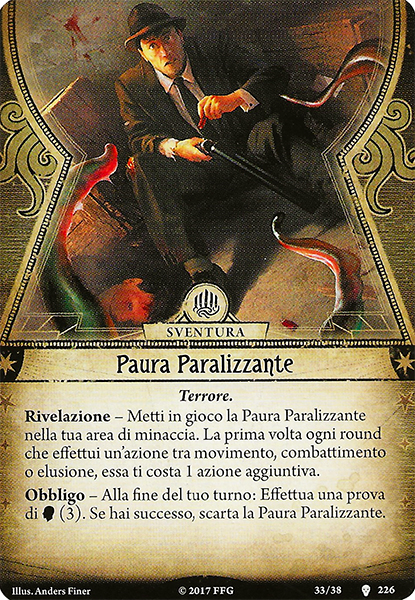 SVENTURA
Paura Paralizzante
Terrore.
Rivelazione – Metti in gioco la Paura Paralizzante
nella tua area di minaccia. La prima volta ogni round
che effettui un'azione tra movimento, combattimento
o elusione, essa ti costa 1 azione aggiuntiva.
Obbligo – Alla fine del tuo turno: Effettua una prova
di (3). Se hai successo, scarta la Paura Paralizzante.
Illus. Anders Finer © 2017 FFG 33/38 226